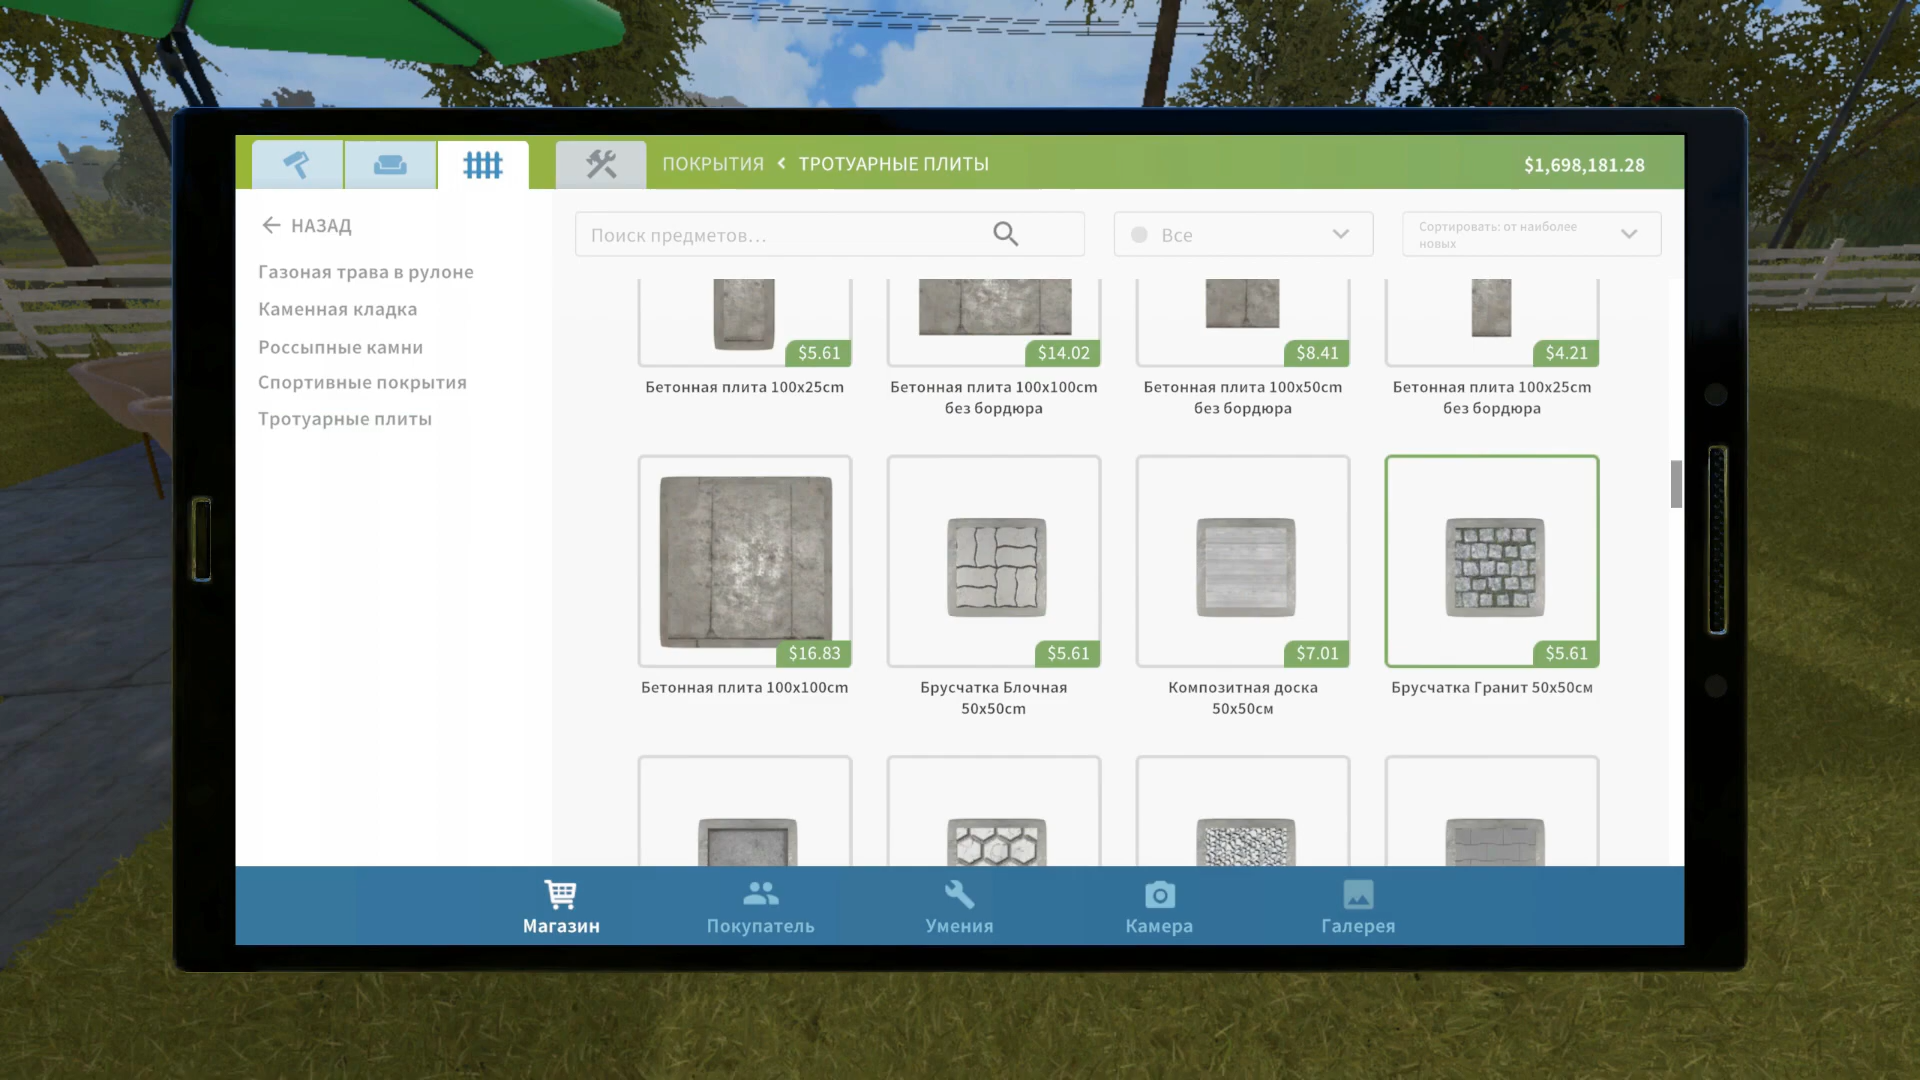 ПОКРЫТИЯ < ТРОТУАРНЫЕ ПЛИТЫ
$1,698,181.28
НАЗАД
Газоная трава в рулоне
Каменная кладка
Россыпные камни
Спортивные покрытия
Тротуарные плиты
Поиск предметов...
Все
Сортировать: от наиболее
новых
$5.61
$14.02
$8.41
$4.21
Бетонная плита 100x25cm
Бетонная плита 100x100cm
без бордюра
Бетонная плита 100x50cm
без бордюра
Бетонная плита 100x25cm
без бордюра
$16.83
$5.61
$7.01
$5.61
Бетонная плита 100x100cm
Брусчатка Блочная
50x50cm
Композитная доска
50x50см
Брусчатка Гранит 50x50см
Магазин
Покупатель
Умения
Камера
Галерея